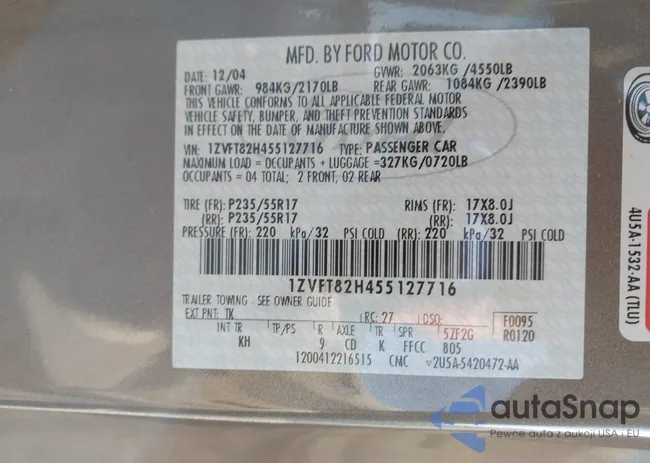 MFD. BY FORD MOTOR CO.
DATE: 12/04 GVWR: 2063KG /4550LB
FRONT GAWR: 984KG/2170LB REAR GAWR: 1084KG /2390LB
THIS VEHICLE CONFORMS TO ALL APPLICABLE FEDERAL MOTOR
VEHICLE SAFETY, BUMPER, AND THEFT PREVENTION STANDARDS
IN EFFECT ON THE DATE OF MANUFACTURE SHOWN ABOVE.
VIN: 1ZVFT82H455127716 TYPE: PASSENGER CAR
MAXIMUM LOAD = OCCUPANTS + LUGGAGE =327KG/0720LB
OCCUPANTS = 04 TOTAL; 2 FRONT, 02 REAR
TIRE (FR): P235/55R17 RIMS (FR): 17X8.0J
(RR): P235/55R17 (RR): 17X8.0J
PRESSURE (FR): 220 kPa/32 PSI COLD (RR): 220 kPa/32 PSI COLD
1ZVFT82H455127716
TRAILER TOWING - SEE OWNER GUIDE
EXT PNT: TK RC: 27 DSO: F0095
INT TR TP/PS R AXLE TR SPR 5ZF2G R0120
KH 9 CD K FFCC 805
1200412216515 CMC 2U5A-5420472-AA
4U5A-1532-AA (TLU)
autaSnap
Pewne auto z aukcji USA i EU